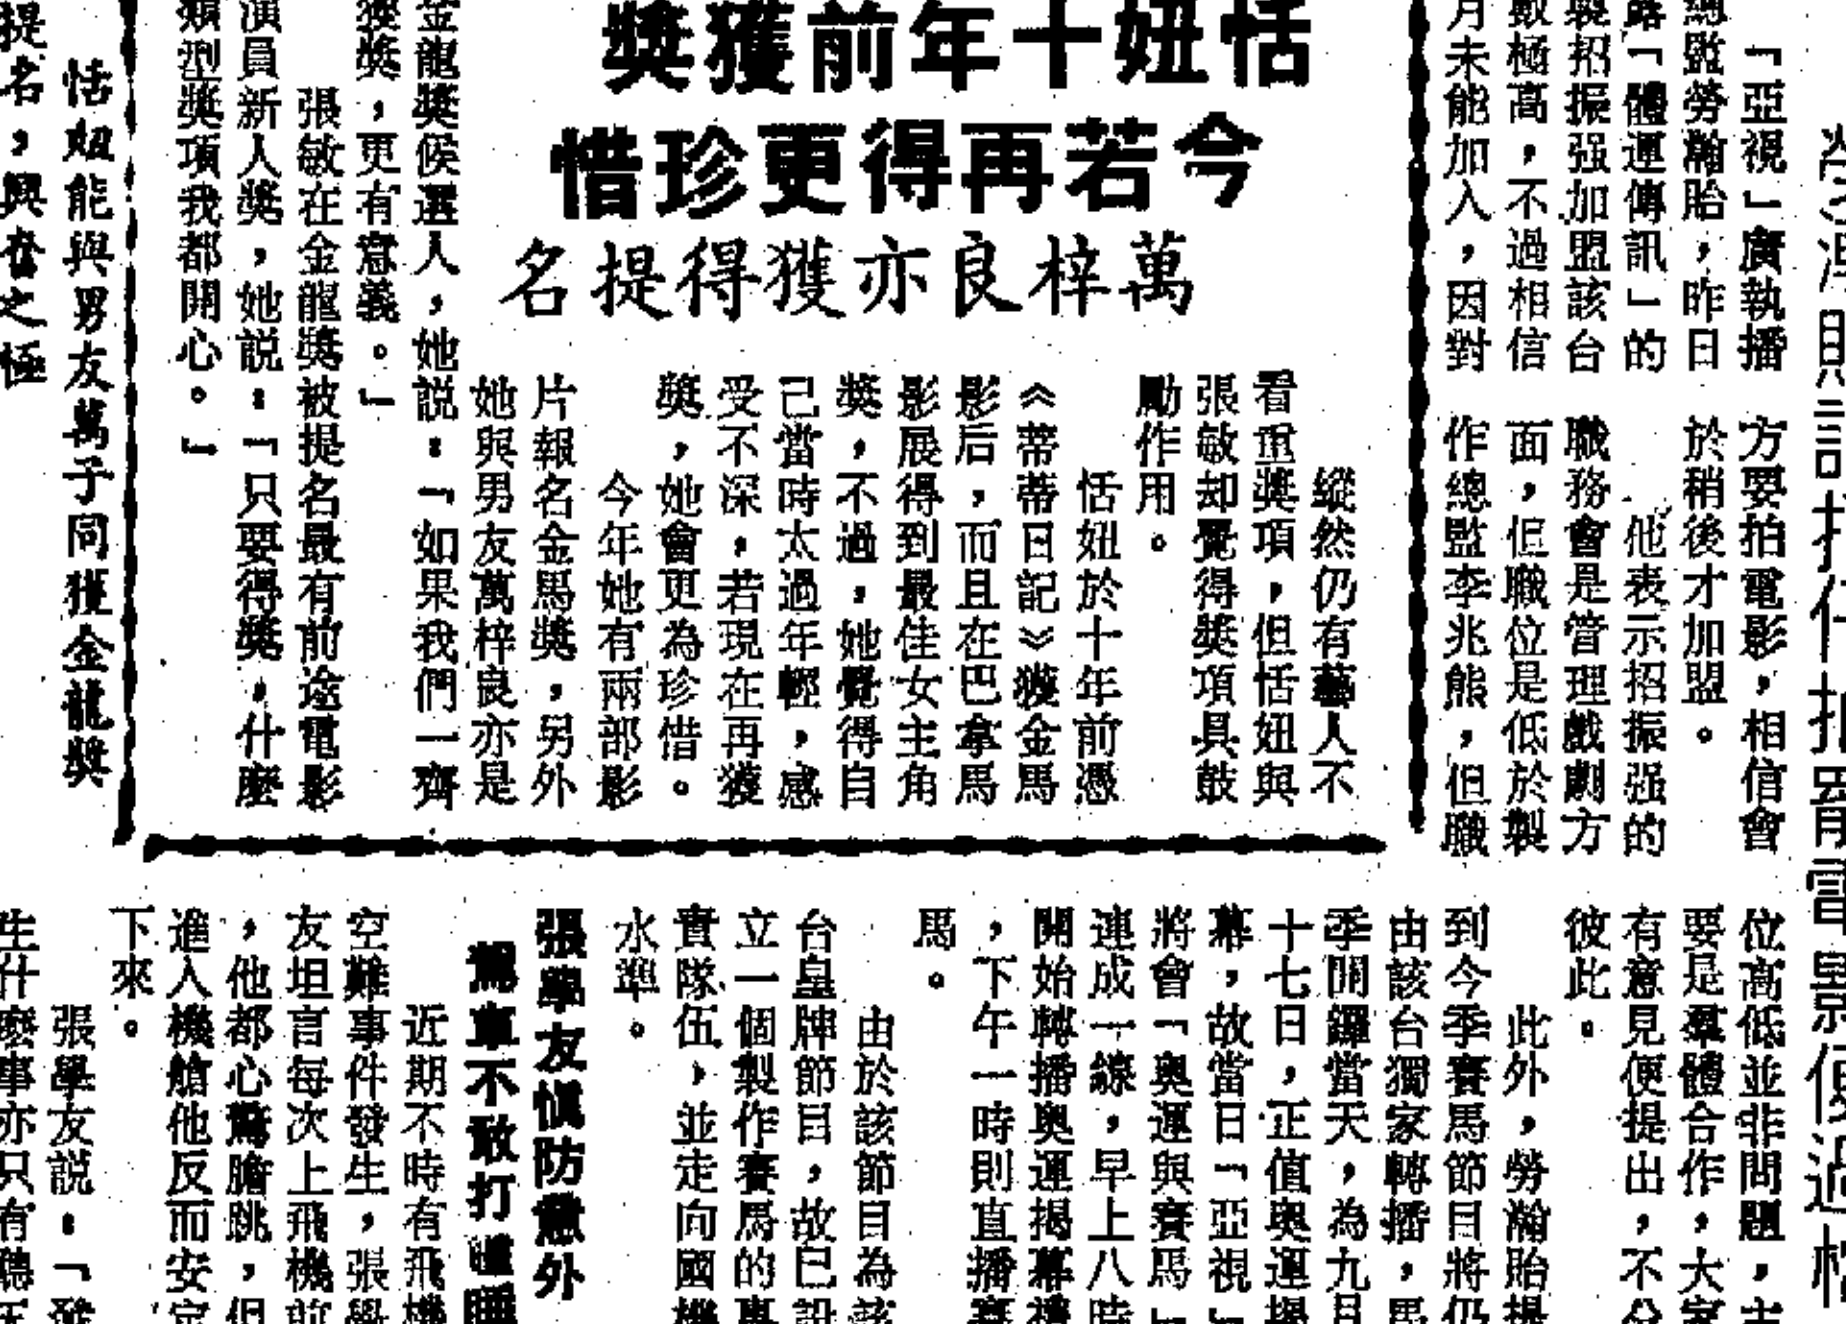 恬妞十年前獲獎
今若再得更珍惜
萬梓良亦獲得提名
縱然仍有藝人不
看重獎項，但恬妞與
張敏却覺得獎項具鼓
勵作用。
恬妞於十年前憑
《蒂蒂日記》獲金馬
影后，而且在巴拿馬
影展得到最佳女主角
獎，不過，她覺得自
己當時太過年輕，感
受不深，若現在再獲
獎，她會更為珍惜。
今年她有兩部影
片報名金馬獎，另外
她與男友萬梓良亦是
金龍獎候選人，她説：「如果我們一齊
獲獎，更有意義。」
張敏在金龍獎被提名最有前途電影
演員新人獎，她説：「只要得獎，什麼
類型獎項我都開心。」
恬妞能與男友萬子同獲金龍獎
提名，興奮之極
「亞視」廣執播
總監勞瀚貽，昨日
露「體運傳訊」的
製招振强加盟該台
數極高，不過相信
月未能加入，因對
方要拍電影，相信會
於稍後才加盟。
他表示招振强的
職務會是管理戲劇方
面，但職位是低於製
作總監李兆熊，但職
位高低並非問題，主
要是羣體合作，大家
有意見便提出，不分
彼此。
此外，勞瀚貽提
到今季賽馬節目將仍
由該台獨家轉播，馬
季開鑼當天，為九月
十七日，正值奧運揭
幕，故當日「亞視」
將會「奧運與賽馬」
連成一線，早上八時
開始轉播奧運揭幕禮
，下午一時則直播賽
馬。
由於該節目為該
台皇牌節目，故已設
立一個製作賽馬的專
責隊伍，並走向國際
水準。
張學友慎防意外
駕車不敢打瞌睡
近期不時有飛機
空難事件發生，張學
友坦言每次上飛機前
，他都心驚膽跳，但
進入機艙他反而安定
下來。
張學友説：「發
生什麼事亦只有聽天